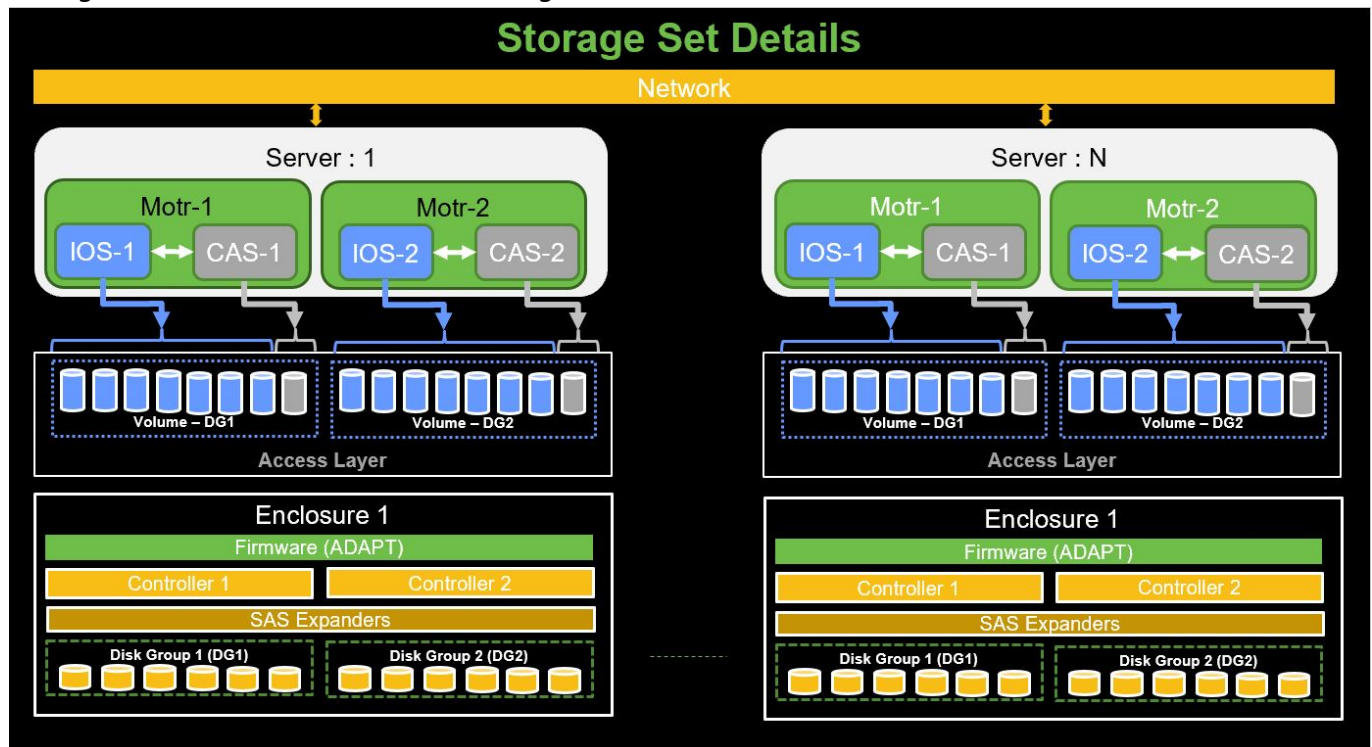 Storage Set Details
Network
Server : 1
Motr-1
IOS-1
CAS-1
Motr-2
IOS-2
CAS-2
Volume – DG1
Volume – DG2
Access Layer
Enclosure 1
Firmware (ADAPT)
Controller 1
Controller 2
SAS Expanders
Disk Group 1 (DG1)
Disk Group 2 (DG2)
Server : N
Motr-1
IOS-1
CAS-1
Motr-2
IOS-2
CAS-2
Volume – DG1
Volume – DG2
Access Layer
Enclosure 1
Firmware (ADAPT)
Controller 1
Controller 2
SAS Expanders
Disk Group 1 (DG1)
Disk Group 2 (DG2)